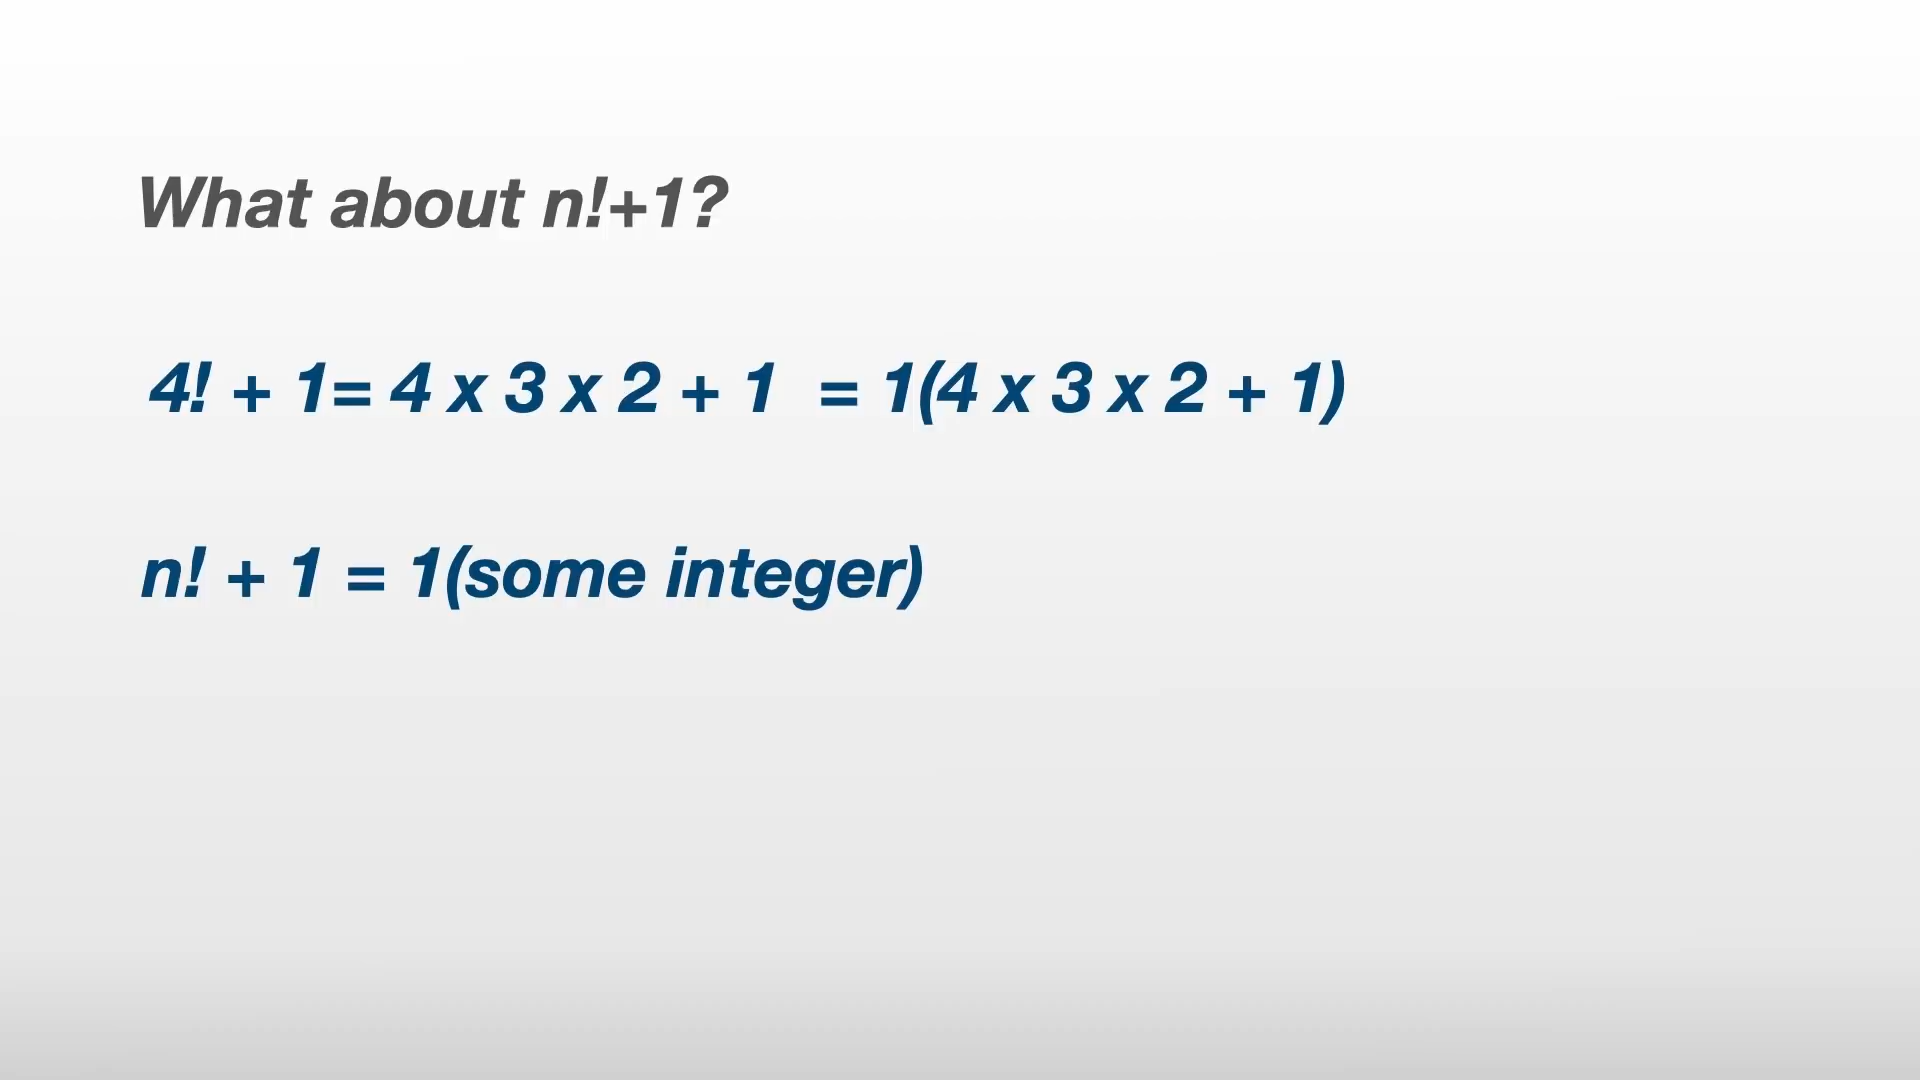 What about n!+1?
4! + 1= 4 x 3 x 2 + 1 = 1(4 x 3 x 2 + 1)
n! + 1 = 1(some integer)